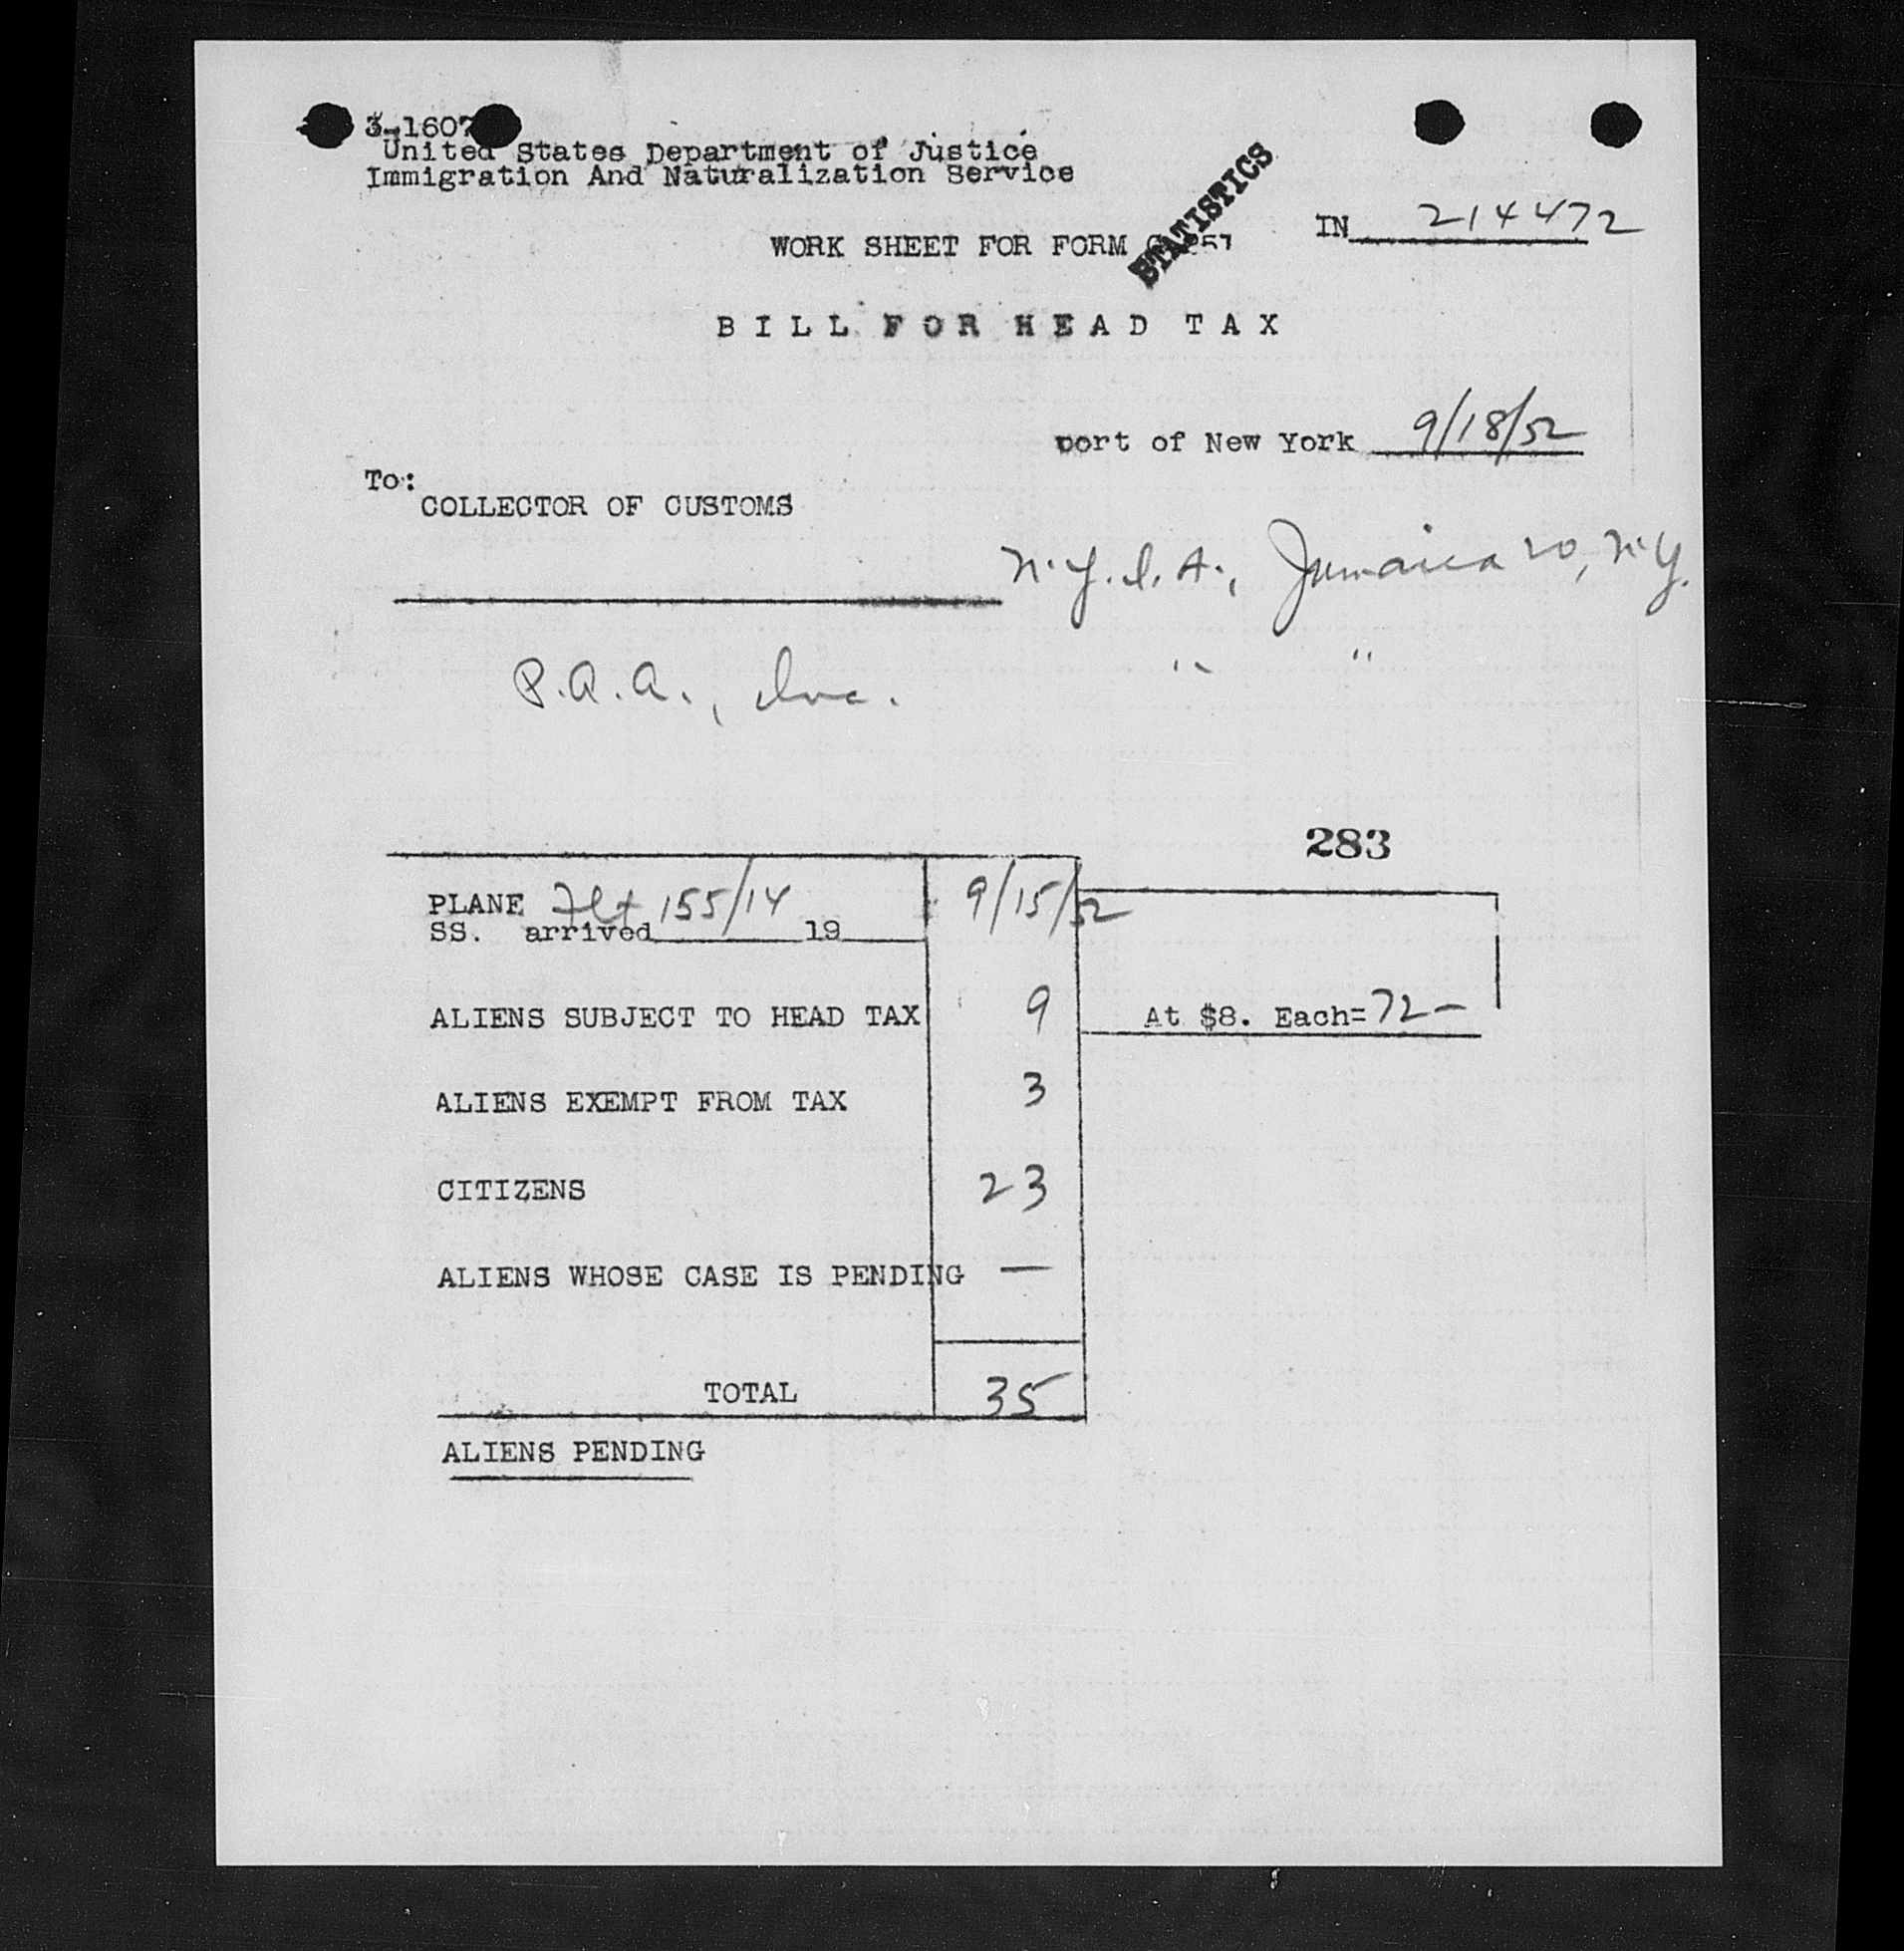 3-1607
United States Department of Justice
Immigration And Naturalization Service
STATISTICS
IN 214472
WORK SHEET FOR FORM
BILL FOR HEAD TAX
port of New York 9/18/52
To:
COLLECTOR OF CUSTOMS
N.Y.I.A., Jamaica 20, N.Y.
P.A.A., Inc. " "
283
PLANE Flt 155/14 9/15/52
SS. arrived 19
ALIENS SUBJECT TO HEAD TAX 9 At $8. Each= 72-
ALIENS EXEMPT FROM TAX 3
CITIZENS 23
ALIENS WHOSE CASE IS PENDING —
TOTAL 35
ALIENS PENDING